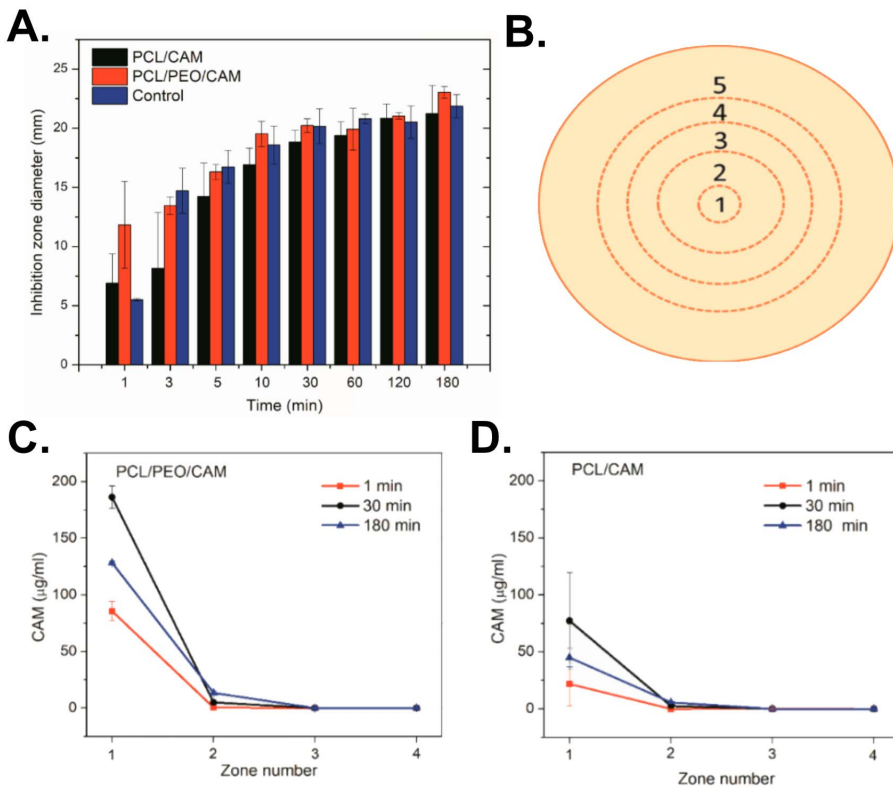 A.
PCL/CAM
PCL/PEO/CAM
Control
Inhibition zone diameter (mm)
25
20
15
10
5
0
1 3 5 10 30 60 120 180
Time (min)
B.
5
4
3
2
1
C.
PCL/PEO/CAM
1 min
30 min
180 min
CAM (µg/ml)
200
150
100
50
0
1 2 3 4
Zone number
D.
PCL/CAM
1 min
30 min
180 min
CAM (µg/ml)
200
150
100
50
0
1 2 3 4
Zone number